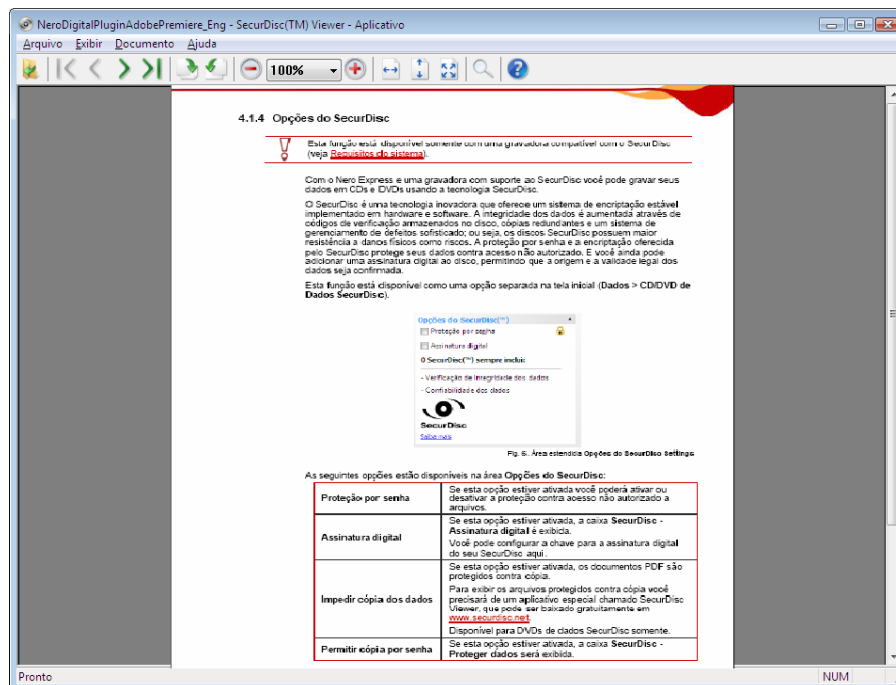 NeroDigitalPluginAdobePremiere_Eng - SecurDisc(TM) Viewer - Aplicativo
Arquivo Exibir Documento Ajuda
100%
4.1.4 Opções do SecurDisc
Esta função está disponível somente com uma gravadora compatível com o SecurDisc
(veja Requisitos do sistema).
Com o Nero Express e uma gravadora com suporte ao SecurDisc você pode gravar seus
dados em CDs e DVDs usando a tecnologia SecurDisc.
O SecurDisc é uma tecnologia inovadora que oferece um sistema de encriptação estável
implementado em hardware e software. A integridade dos dados é aumentada através de
códigos de verificação armazenados no disco, cópias redundantes e um sistema de
gerenciamento de defeitos sofisticado; ou seja, os discos SecurDisc possuem maior
resistência a danos físicos como riscos. A proteção por senha e a encriptação oferecida
pelo SecurDisc protege seus dados contra acesso não autorizado. E você ainda pode
adicionar uma assinatura digital ao disco, permitindo que a origem e a validade legal dos
dados seja confirmada.
Esta função está disponível como uma opção separada na tela inicial (Dados > CD/DVD de
Dados SecurDisc).
Opções do SecurDisc(™)
Proteção por senha
Assinatura digital
O SecurDisc(™) sempre inclui:
- Verificação de integridade dos dados
- Confiabilidade dos dados
SecurDisc
Saiba mais
Fig. 6.: Área estendida Opções do SecurDisc Settings
As seguintes opções estão disponíveis na área Opções do SecurDisc:
Proteção por senha
Se esta opção estiver ativada você poderá ativar ou
desativar a proteção contra acesso não autorizado a
arquivos.
Assinatura digital
Se esta opção estiver ativada, a caixa SecurDisc -
Assinatura digital é exibida.
Você pode configurar a chave para a assinatura digital
do seu SecurDisc aqui.
Impedir cópia dos dados
Se esta opção estiver ativada, os documentos PDF são
protegidos contra cópia.
Para exibir os arquivos protegidos contra cópia você
precisará de um aplicativo especial chamado SecurDisc
Viewer, que pode ser baixado gratuitamente em
www.securdisc.net.
Disponível para DVDs de dados SecurDisc somente.
Permitir cópia por senha
Se esta opção estiver ativada, a caixa SecurDisc -
Proteger dados será exibida.
Pronto
NUM